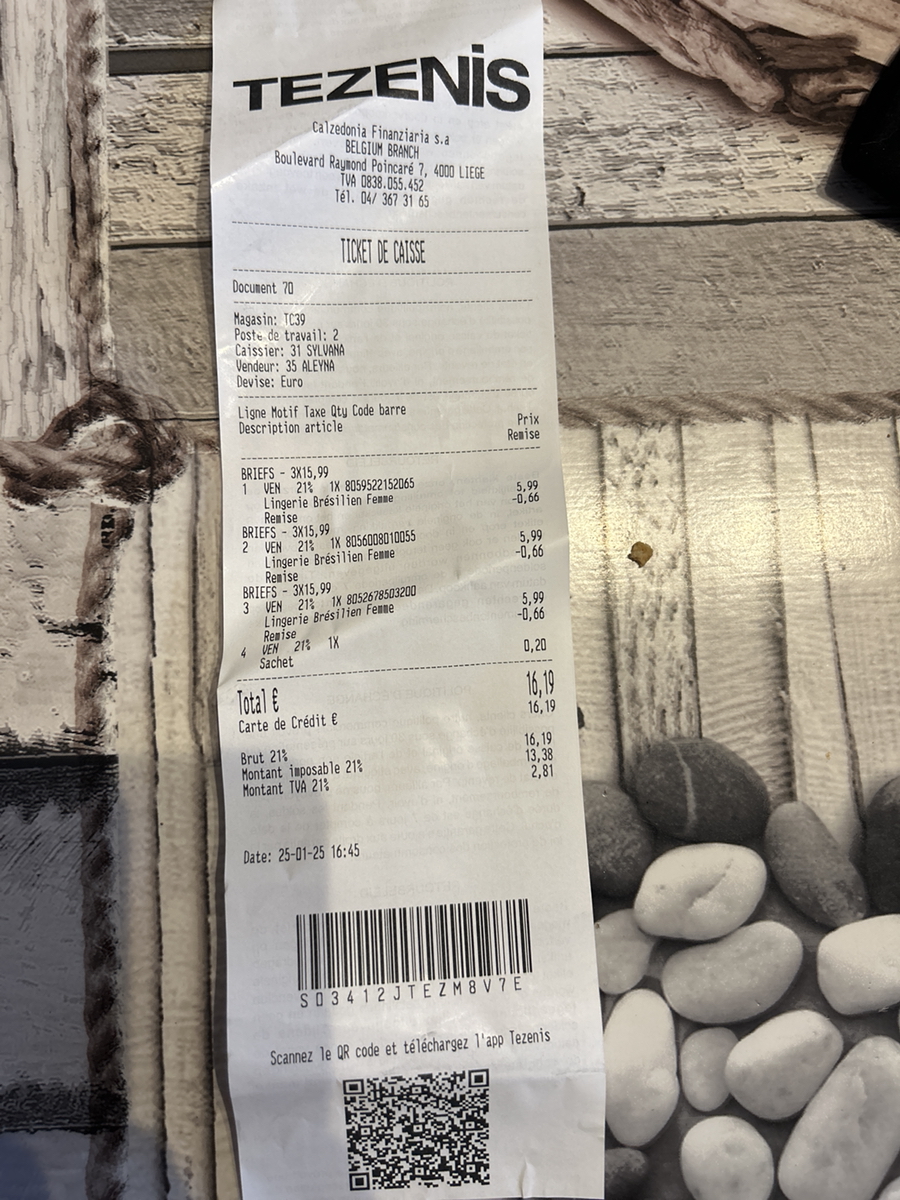 TEZENiS
Calzedonia Finanziaria s.a
BELGIUM BRANCH
Boulevard Raymond Poincaré 7, 4000 LIEGE
TVA 0838.055.452
Tél. 04/ 367 31 65
TICKET DE CAISSE
Document 70
Magasin: TC39
Poste de travail: 2
Caissier: 31 SYLVANA
Vendeur: 35 ALEYNA
Devise: Euro
Ligne Motif Taxe Qty Code barre
Description article Prix
Remise
BRIEFS - 3X15,99
1 VEN 21% 1X 8059522152065 5,99
Lingerie Brésilien Femme -0,66
Remise
BRIEFS - 3X15,99
2 VEN 21% 1X 8056008010055 5,99
Lingerie Brésilien Femme -0,66
Remise
BRIEFS - 3X15,99
3 VEN 21% 1X 8052678503200 5,99
Lingerie Brésilien Femme -0,66
Remise
4 VEN 21% 1X 0,20
Sachet
Total € 16,19
Carte de Crédit € 16,19
Brut 21% 16,19
Montant imposable 21% 13,38
Montant TVA 21% 2,81
Date: 25-01-25 16:45
S03412JTEZM8V7E
Scannez le QR code et téléchargez l'app Tezenis